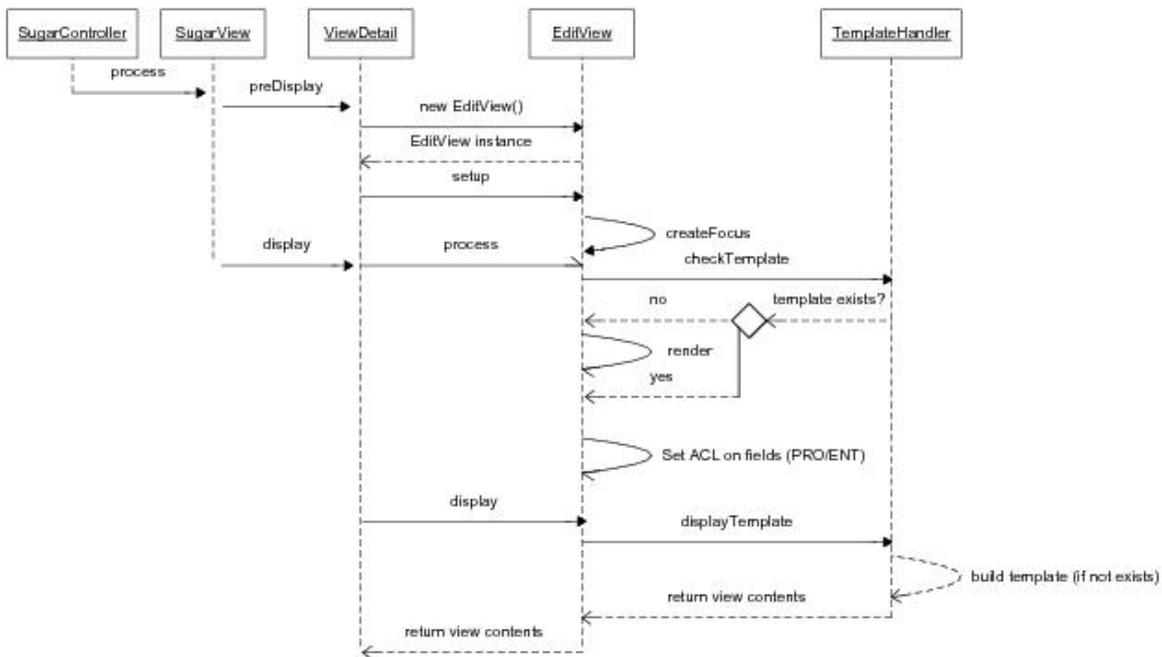 SugarController SugarView ViewDetail EditView TemplateHandler
process
preDisplay
new EditView()
EditView instance
setup
createFocus
display process
checkTemplate
no template exists?
render
yes
Set ACL on fields (PRO/ENT)
display
displayTemplate
build template (if not exists)
return view contents
return view contents